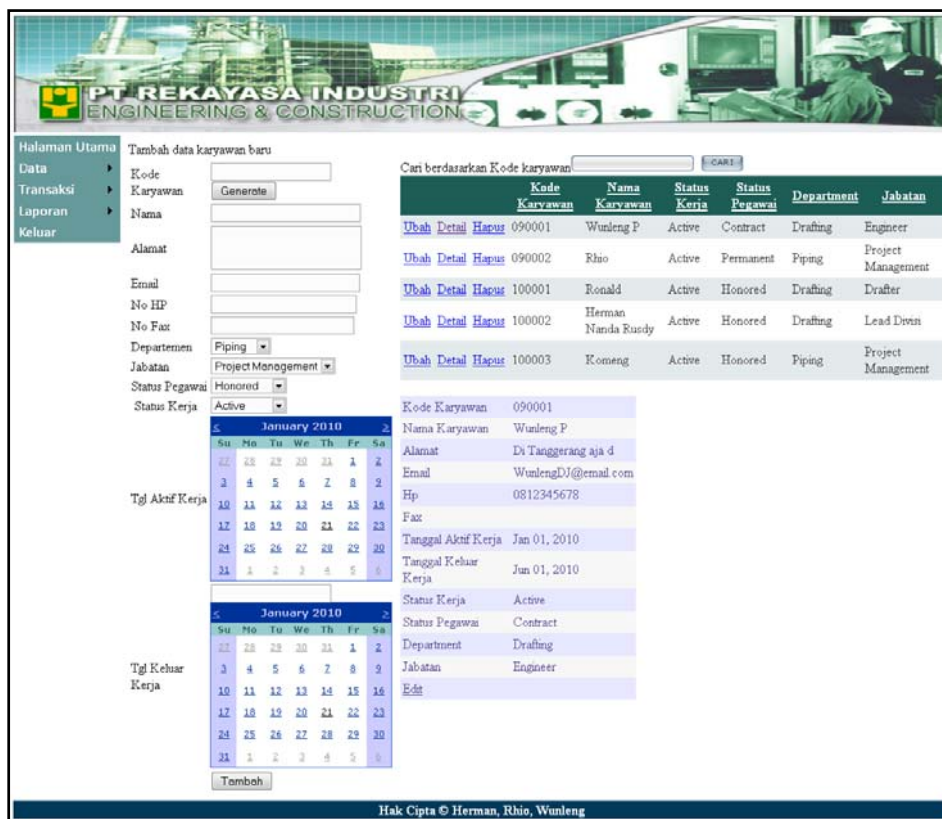 PT REKAYASA INDUSTRI
ENGINEERING & CONSTRUCTION
Halaman Utama
Data
Transaksi
Laporan
Keluar
Tambah data karyawan baru
Kode Karyawan
Generate
Nama
Alamat
Email
No HP
No Fax
Departemen Piping
Jabatan Project Management
Status Pegawai Honored
Status Kerja Active
Tgl Aktif Kerja
< January 2010 >
Su Mo Tu We Th Fr Sa
27 28 29 30 31 1 2
3 4 5 6 7 8 9
10 11 12 13 14 15 16
17 18 19 20 21 22 23
24 25 26 27 28 29 30
31 1 2 3 4 5 6
Tgl Keluar Kerja
< January 2010 >
Su Mo Tu We Th Fr Sa
27 28 29 30 31 1 2
3 4 5 6 7 8 9
10 11 12 13 14 15 16
17 18 19 20 21 22 23
24 25 26 27 28 29 30
31 1 2 3 4 5 6
Tambah
Cari berdasarkan Kode karyawan CARI
Kode Karyawan Nama Karyawan Status Kerja Status Pegawai Department Jabatan
Ubah Detail Hapus 090001 Wunleng P Active Contract Drafting Engineer
Ubah Detail Hapus 090002 Rhio Active Permanent Piping Project Management
Ubah Detail Hapus 100001 Ronald Active Honored Drafting Drafter
Ubah Detail Hapus 100002 Herman Nanda Rusdy Active Honored Drafting Lead Divisi
Ubah Detail Hapus 100003 Komeng Active Honored Piping Project Management
Kode Karyawan 090001
Nama Karyawan Wunleng P
Alamat Di Tanggerang aja d
Email WunlengDJ@email.com
Hp 0812345678
Fax
Tanggal Aktif Kerja Jan 01, 2010
Tanggal Keluar Kerja Jun 01, 2010
Status Kerja Active
Status Pegawai Contract
Department Drafting
Jabatan Engineer
Edit
Hak Cipta © Herman, Rhio, Wunleng